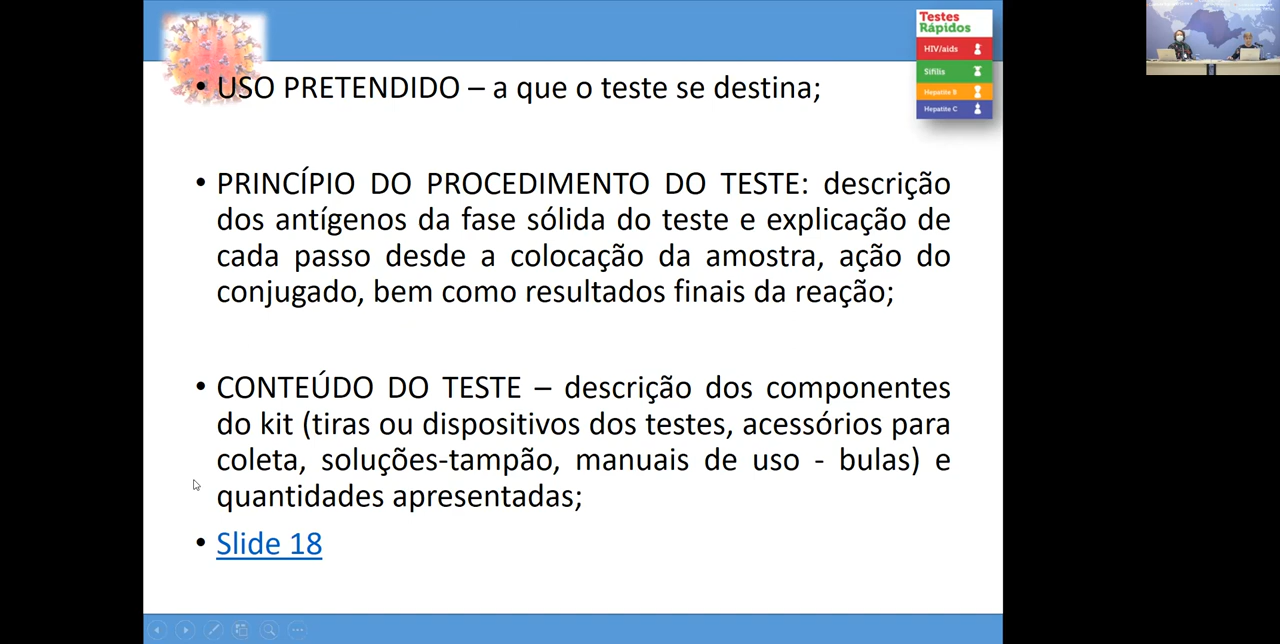 Testes
Rápidos
HIV/aids
Sífilis
Hepatite B
Hepatite C
• USO PRETENDIDO – a que o teste se destina;
• PRINCÍPIO DO PROCEDIMENTO DO TESTE: descrição
dos antígenos da fase sólida do teste e explicação de
cada passo desde a colocação da amostra, ação do
conjugado, bem como resultados finais da reação;
• CONTEÚDO DO TESTE – descrição dos componentes
do kit (tiras ou dispositivos dos testes, acessórios para
coleta, soluções-tampão, manuais de uso - bulas) e
quantidades apresentadas;
• Slide 18